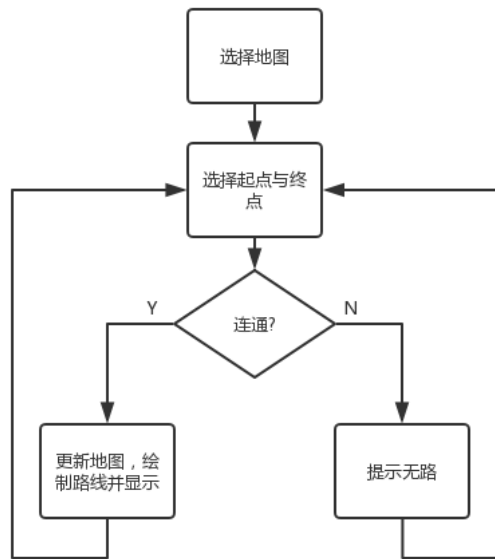 选择地图
选择起点与终
点
连通?
Y
N
更新地图，绘
制路线并显示
提示无路